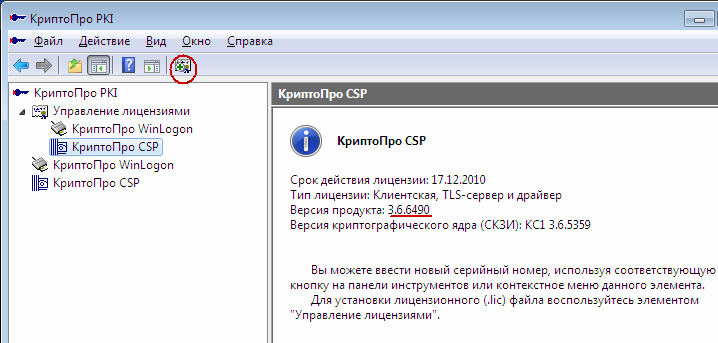 КриптоПро PKI
Файл Действие Вид Окно Справка
КриптоПро PKI
Управление лицензиями
КриптоПро WinLogon
КриптоПро CSP
КриптоПро WinLogon
КриптоПро CSP
КриптоПро CSP
КриптоПро CSP
Срок действия лицензии: 17.12.2010
Тип лицензии: Клиентская, TLS-сервер и драйвер
Версия продукта: 3.6.6490
Версия криптографического ядра (СКЗИ): КС1 3.6.5359
Вы можете ввести новый серийный номер, используя соответствующую
кнопку на панели инструментов или контекстное меню данного элемента.
Для установки лицензионного (.lic) файла воспользуйтесь элементом
"Управление лицензиями".